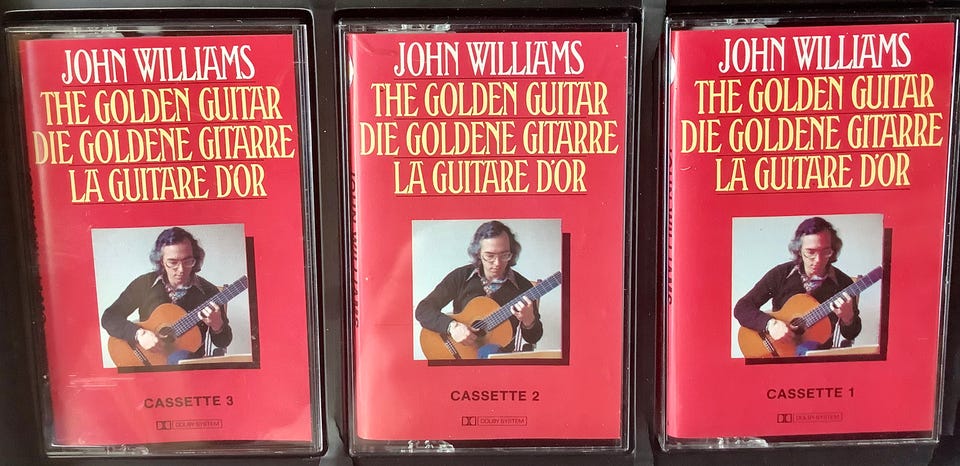 JOHN WILLIAMS
THE GOLDEN GUITAR
DIE GOLDENE GITARRE
LA GUITARE D'OR
CASSETTE 3
DOLBY SYSTEM
JOHN WILLIAMS
THE GOLDEN GUITAR
DIE GOLDENE GITARRE
LA GUITARE D'OR
CASSETTE 2
DOLBY SYSTEM
JOHN WILLIAMS
THE GOLDEN GUITAR
DIE GOLDENE GITARRE
LA GUITARE D'OR
CASSETTE 1
DOLBY SYSTEM